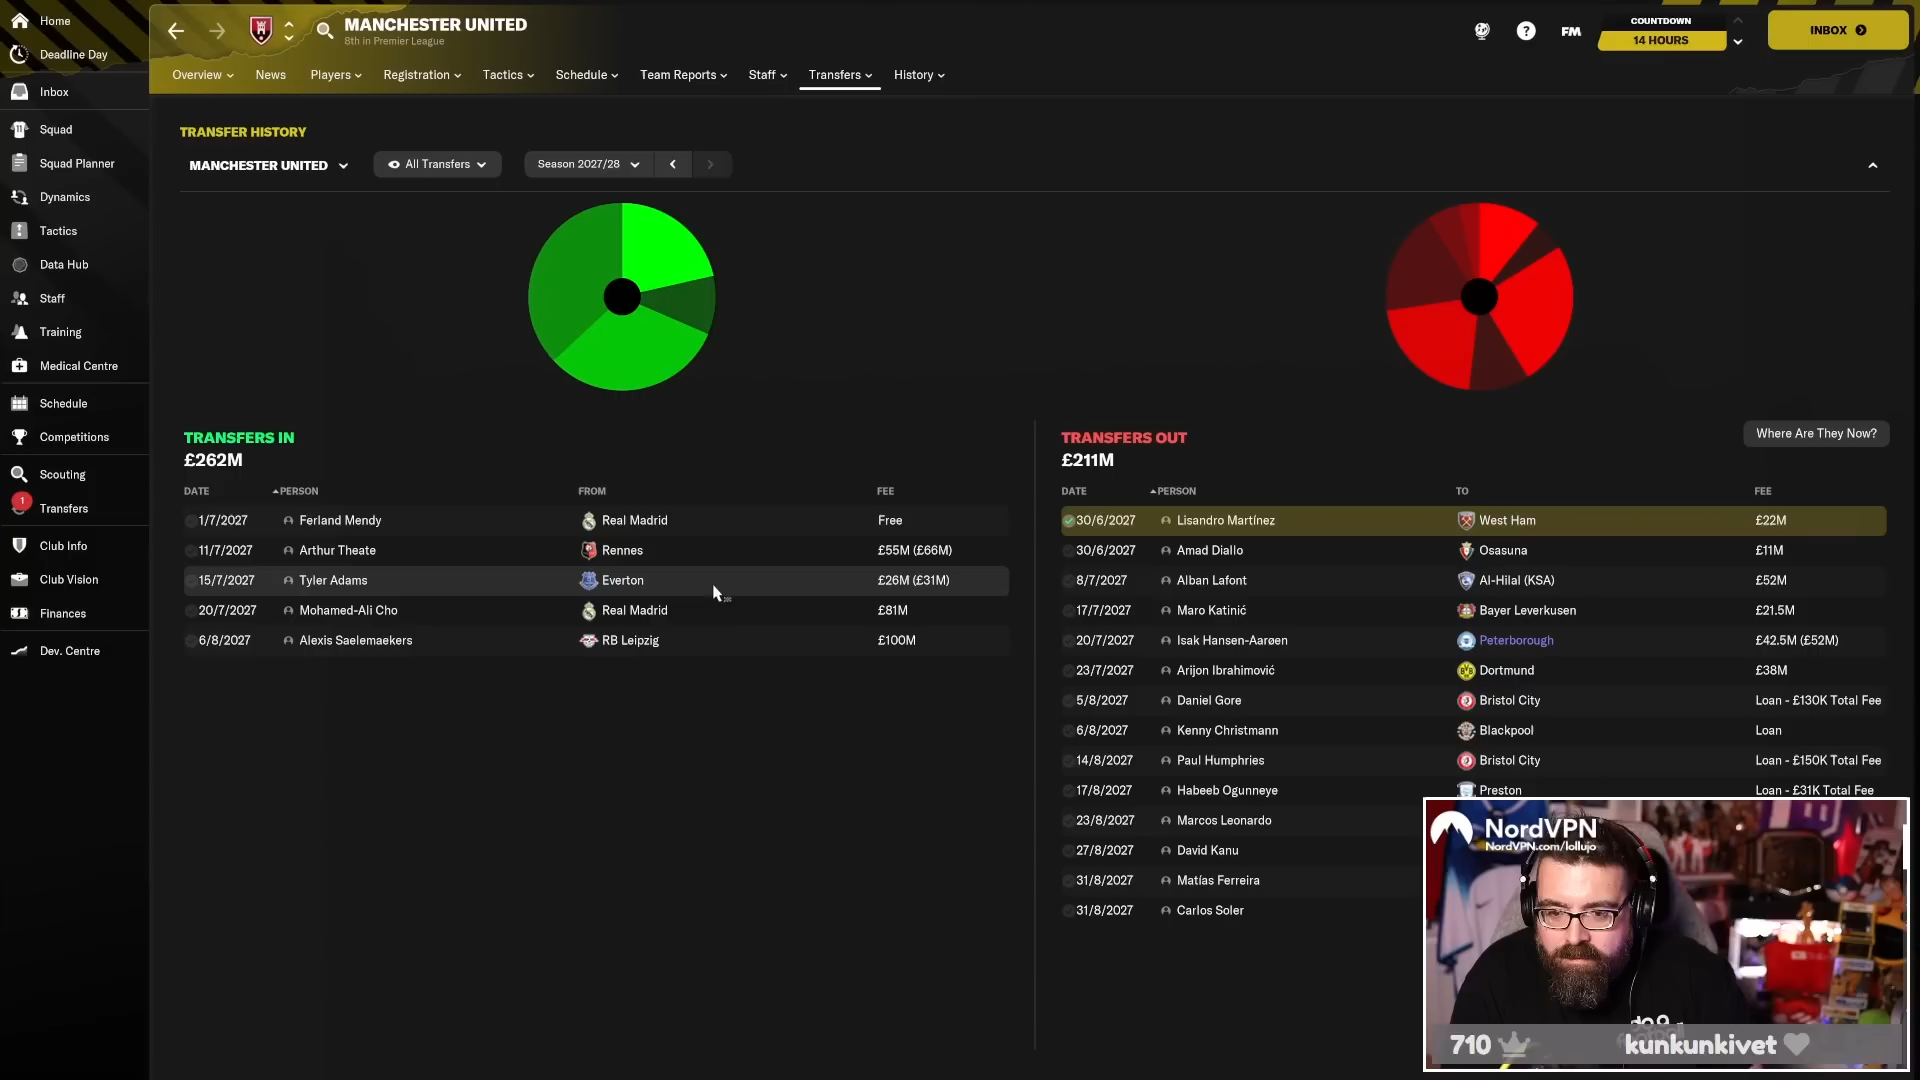 Home
Deadline Day
Inbox
Squad
Squad Planner
Dynamics
Tactics
Data Hub
Staff
Training
Medical Centre
Schedule
Competitions
Scouting
1
Transfers
Club Info
Club Vision
Finances
Dev. Centre
MANCHESTER UNITED
8th in Premier League
? FM
COUNTDOWN
14 HOURS
INBOX
Overview News Players Registration Tactics Schedule Team Reports Staff Transfers History
TRANSFER HISTORY
MANCHESTER UNITED All Transfers Season 2027/28
TRANSFERS IN
£262M
DATE PERSON FROM FEE
1/7/2027 Ferland Mendy Real Madrid Free
11/7/2027 Arthur Theate Rennes £55M (£66M)
15/7/2027 Tyler Adams Everton £26M (£31M)
20/7/2027 Mohamed-Ali Cho Real Madrid £81M
6/8/2027 Alexis Saelemaekers RB Leipzig £100M
TRANSFERS OUT
£211M
Where Are They Now?
DATE PERSON TO FEE
30/6/2027 Lisandro Martínez West Ham £22M
30/6/2027 Amad Diallo Osasuna £11M
8/7/2027 Alban Lafont Al-Hilal (KSA) £52M
17/7/2027 Maro Katinić Bayer Leverkusen £21.5M
20/7/2027 Isak Hansen-Aarøen Peterborough £42.5M (£52M)
23/7/2027 Arijon Ibrahimović Dortmund £38M
5/8/2027 Daniel Gore Bristol City Loan - £130K Total Fee
6/8/2027 Kenny Christmann Blackpool Loan
14/8/2027 Paul Humphries Bristol City Loan - £150K Total Fee
17/8/2027 Habeeb Ogunneye Preston Loan - £31K Total Fee
23/8/2027 Marcos Leonardo
27/8/2027 David Kanu
31/8/2027 Matías Ferreira
31/8/2027 Carlos Soler
NordVPN
NordVPN.com/lollujo
710 kunkunkivet